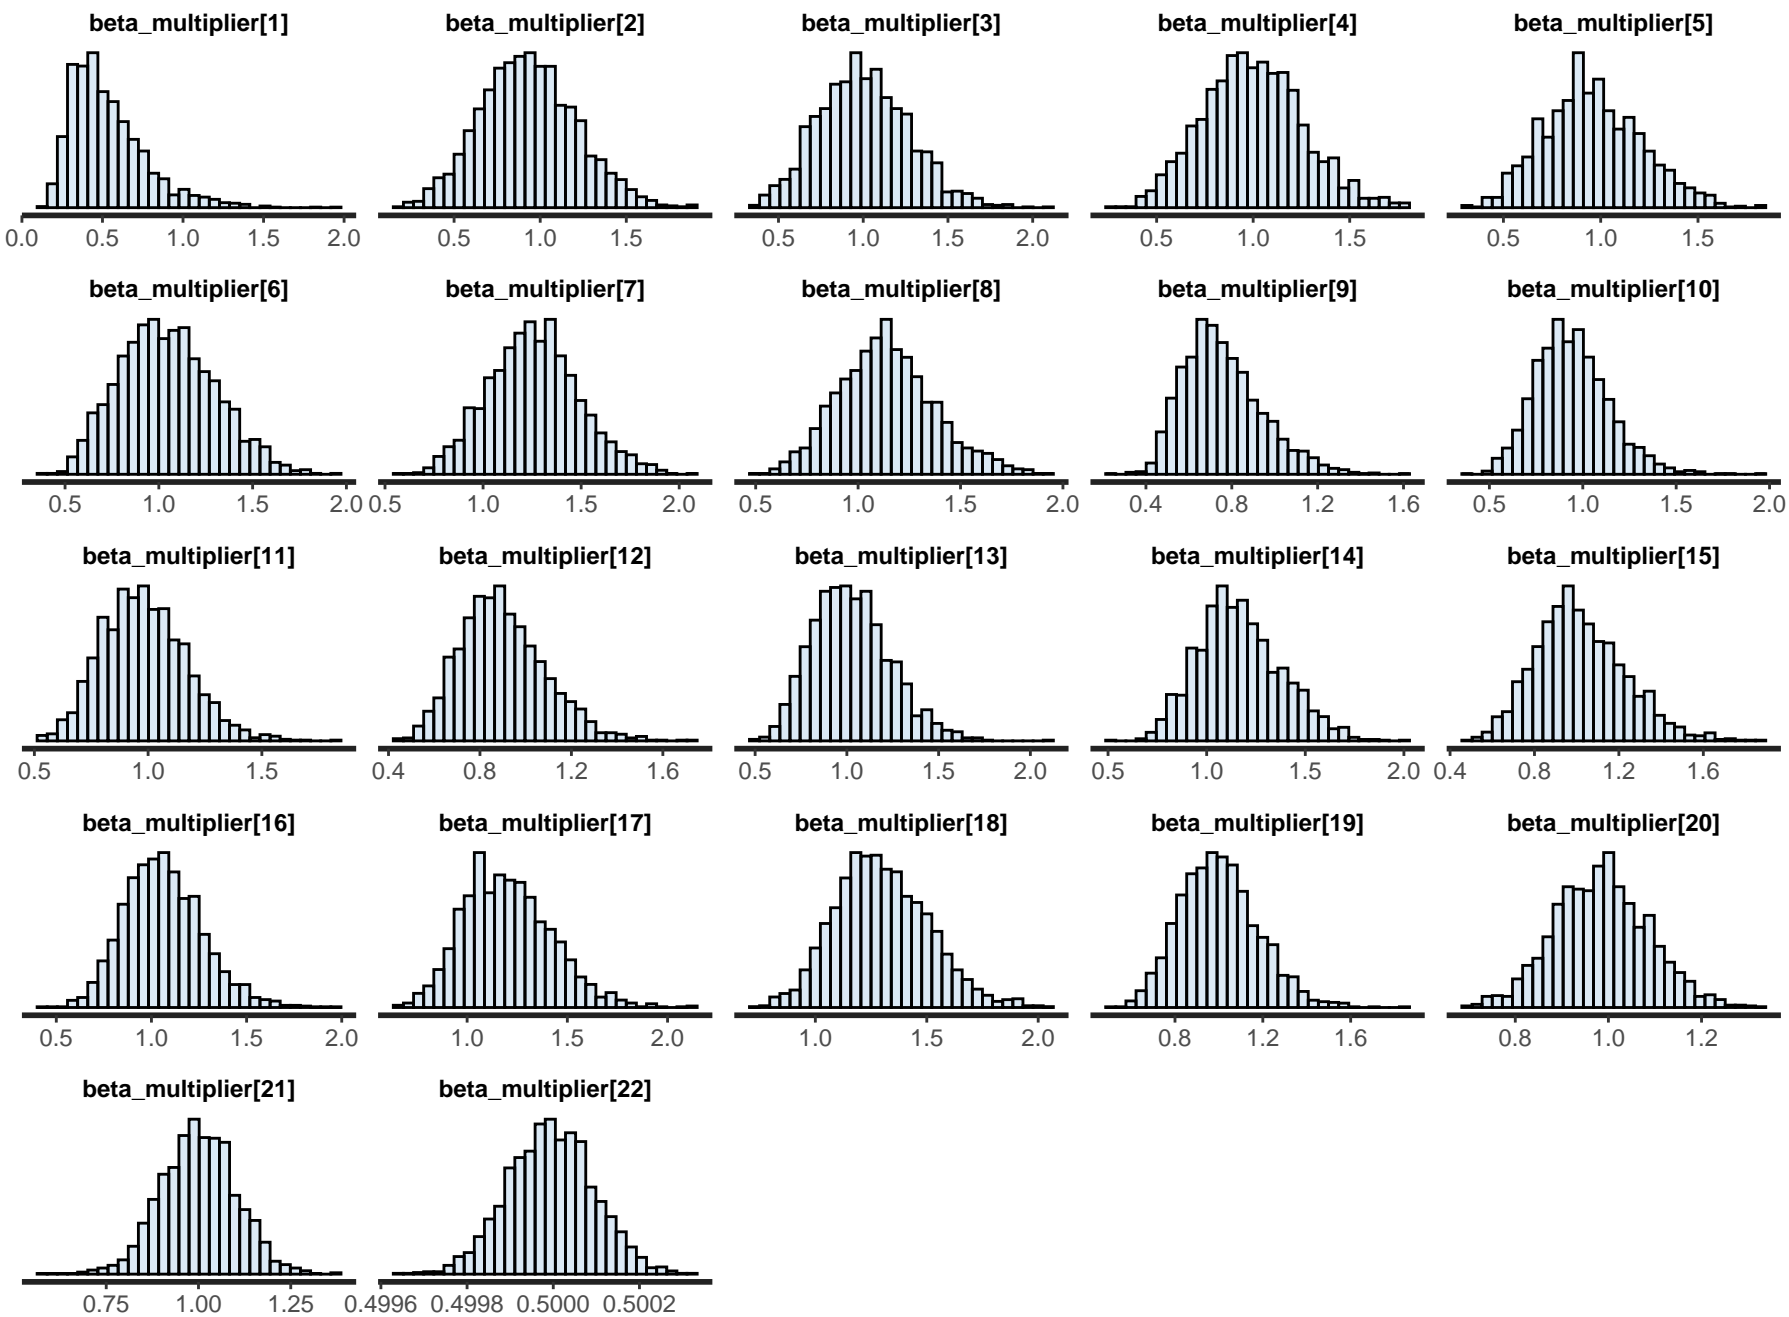 beta_multiplier[1] beta_multiplier[2] beta_multiplier[3] beta_multiplier[4] beta_multiplier[5]
0.0 0.5 1.0 1.5 2.0 0.5 1.0 1.5 0.5 1.0 1.5 2.0 0.5 1.0 1.5 0.5 1.0 1.5
beta_multiplier[6] beta_multiplier[7] beta_multiplier[8] beta_multiplier[9] beta_multiplier[10]
0.5 1.0 1.5 2.0 0.5 1.0 1.5 2.0 0.5 1.0 1.5 2.0 0.4 0.8 1.2 1.6 0.5 1.0 1.5 2.0
beta_multiplier[11] beta_multiplier[12] beta_multiplier[13] beta_multiplier[14] beta_multiplier[15]
0.5 1.0 1.5 0.4 0.8 1.2 1.6 0.5 1.0 1.5 2.0 0.5 1.0 1.5 2.0 0.4 0.8 1.2 1.6
beta_multiplier[16] beta_multiplier[17] beta_multiplier[18] beta_multiplier[19] beta_multiplier[20]
0.5 1.0 1.5 2.0 1.0 1.5 2.0 1.0 1.5 2.0 0.8 1.2 1.6 0.8 1.0 1.2
beta_multiplier[21] beta_multiplier[22]
0.75 1.00 1.25 0.4996 0.4998 0.5000 0.5002